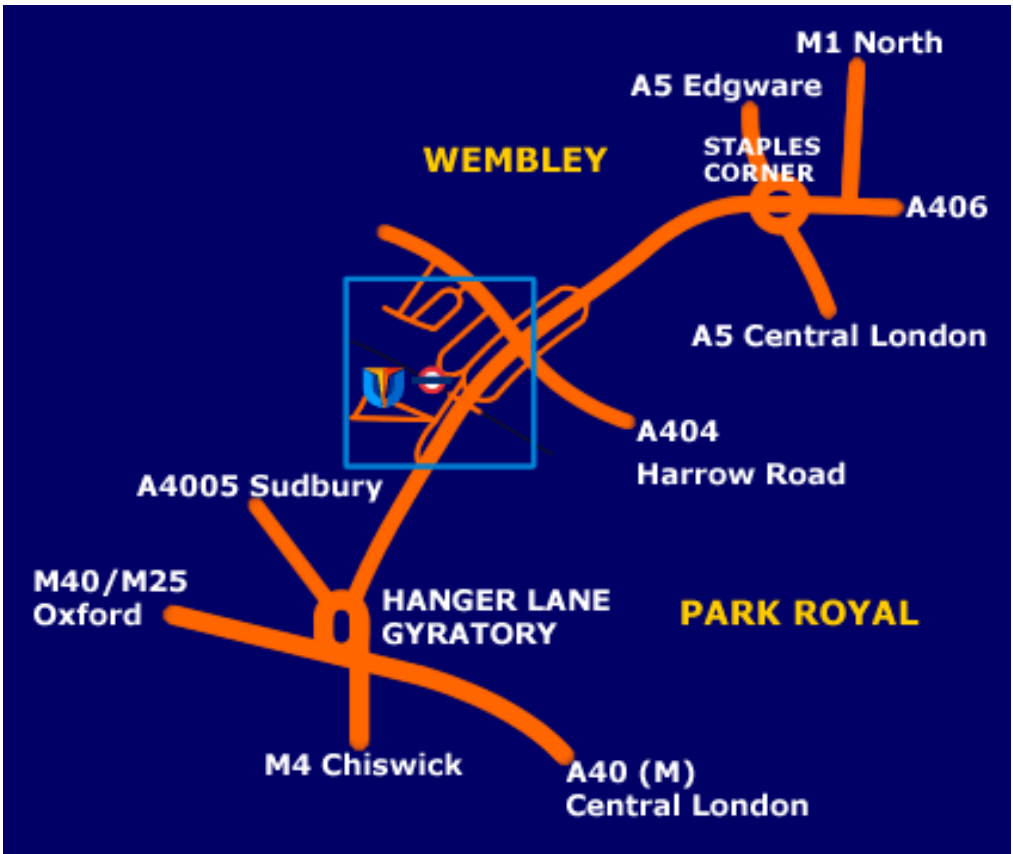 M1 North
A5 Edgware
STAPLES
CORNER
WEMBLEY
A406
A5 Central London
A404
Harrow Road
A4005 Sudbury
M40/M25
Oxford
HANGER LANE
GYRATORY
PARK ROYAL
M4 Chiswick
A40 (M)
Central London